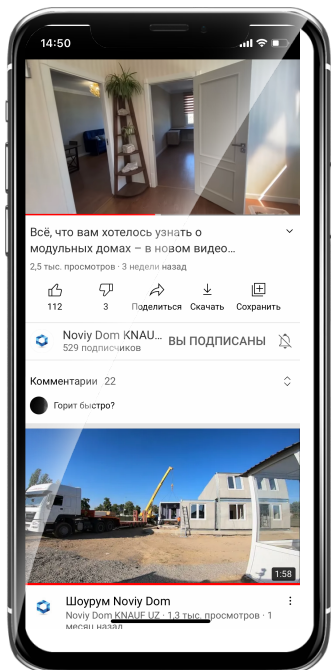 14:50
Всё, что вам хотелось узнать о
модульных домах – в новом видео...
2,5 тыс. просмотров · 3 недели назад
112
3
Поделиться
Скачать
Сохранить
Noviy Dom KNAU...
529 подписчиков
ВЫ ПОДПИСАНЫ
Комментарии 22
Горит быстро?
1:58
Шоурум Noviy Dom
Noviy Dom KNAUF UZ · 1,3 тыс. просмотров · 1
месяц назад